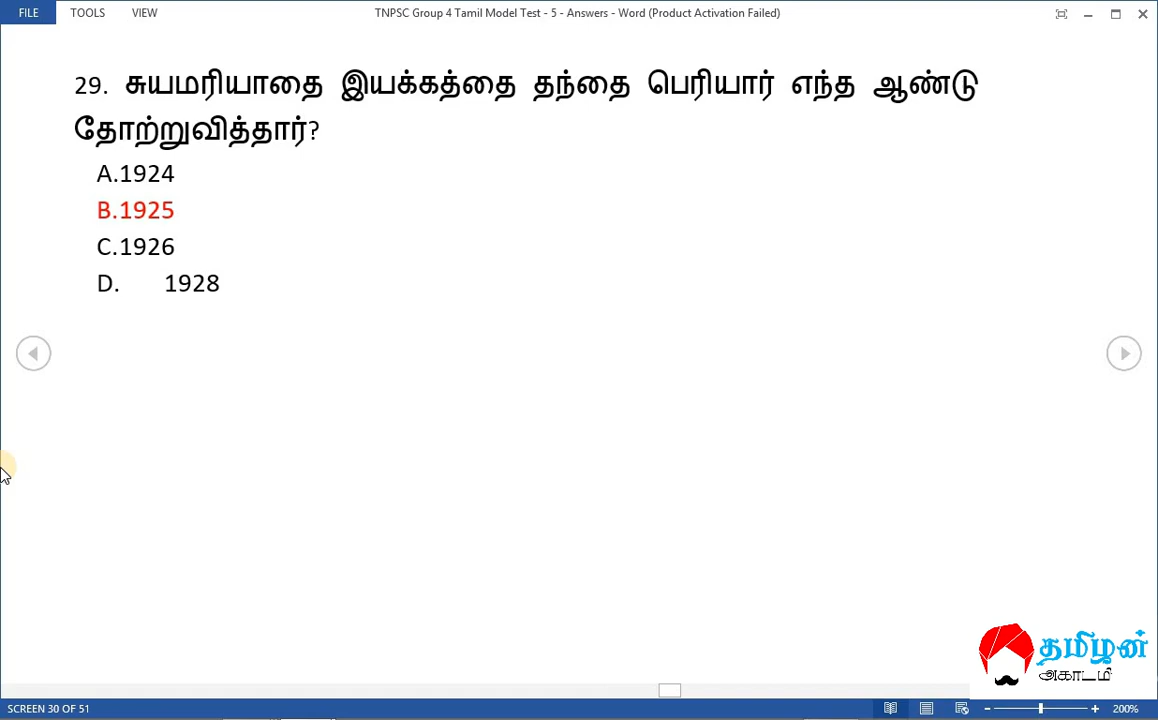 FILE TOOLS VIEW TNPSC Group 4 Tamil Model Test - 5 - Answers - Word (Product Activation Failed)
29. சுயமரியாதை இயக்கத்தை தந்தை பெரியார் எந்த ஆண்டு
தோற்றுவித்தார்?
A.1924
B.1925
C.1926
D. 1928
தமிழன்
அகாடமி
SCREEN 30 OF 51 200%